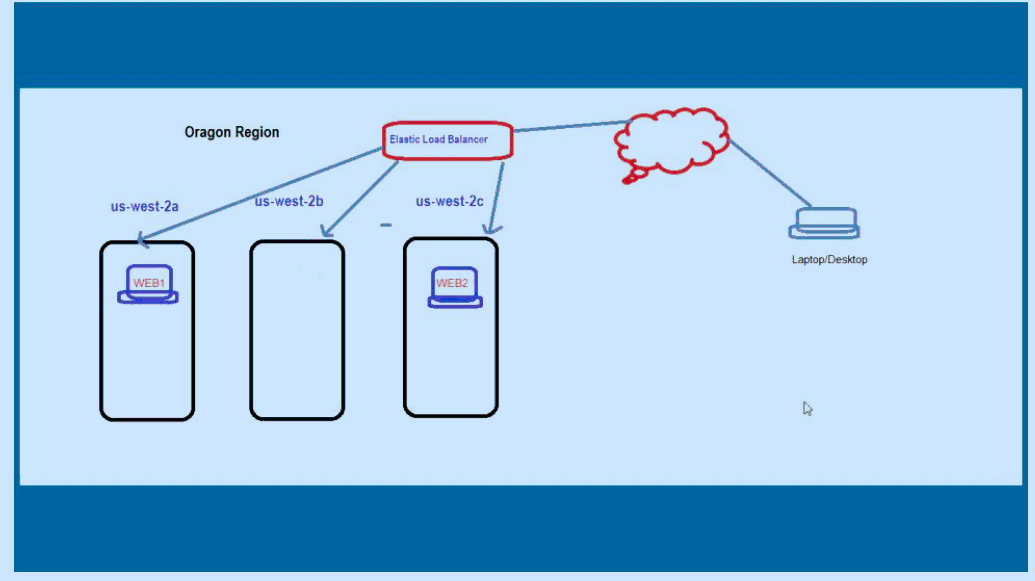 Oragon Region
Elastic Load Balancer
us-west-2a
us-west-2b
us-west-2c
WEB1
WEB2
Laptop/Desktop